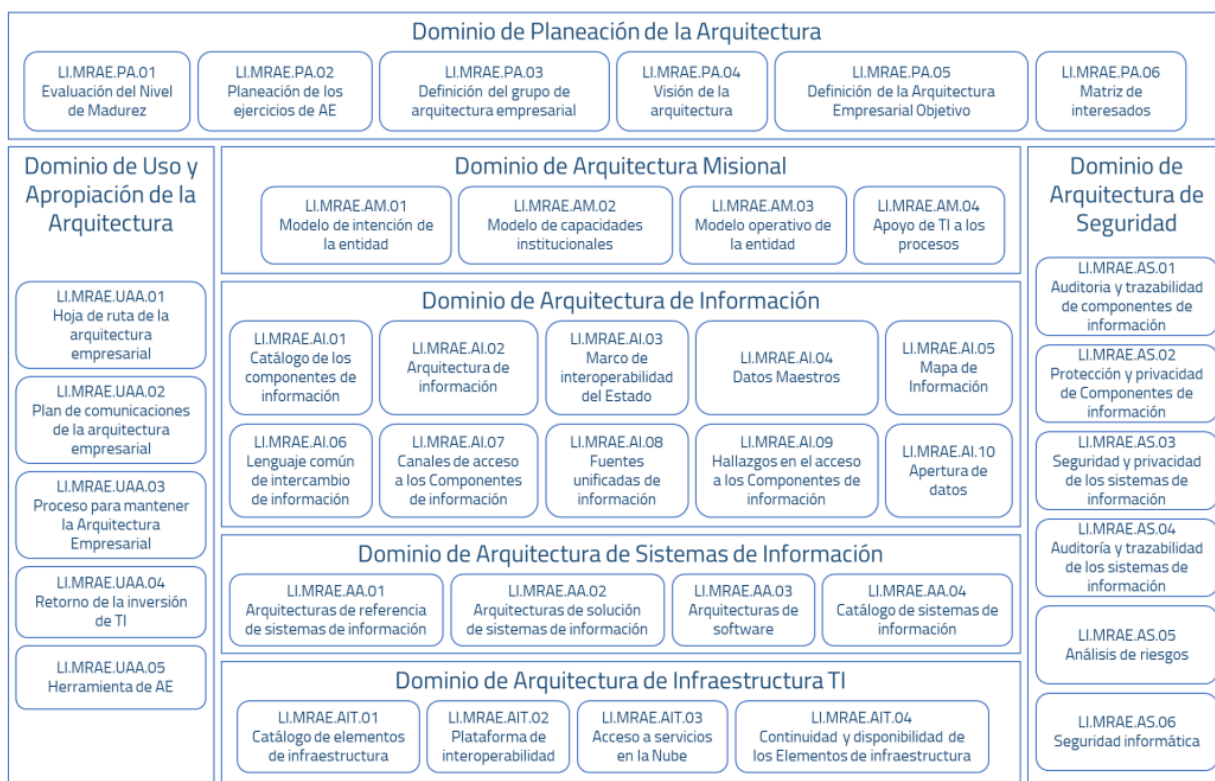 Dominio de Planeación de la Arquitectura
LI.MRAE.PA.01
Evaluación del Nivel
de Madurez
LI.MRAE.PA.02
Planeación de los
ejercicios de AE
LI.MRAE.PA.03
Definición del grupo de
arquitectura empresarial
LI.MRAE.PA.04
Visión de la
arquitectura
LI.MRAE.PA.05
Definición de la Arquitectura
Empresarial Objetivo
LI.MRAE.PA.06
Matriz de
interesados
Dominio de Uso y
Apropiación de la
Arquitectura
LI.MRAE.UAA.01
Hoja de ruta de la
arquitectura
empresarial
LI.MRAE.UAA.02
Plan de comunicaciones
de la arquitectura
empresarial
LI.MRAE.UAA.03
Proceso para mantener
la Arquitectura
Empresarial
LI.MRAE.UAA.04
Retorno de la inversión
de TI
LI.MRAE.UAA.05
Herramienta de AE
Dominio de Arquitectura Misional
LI.MRAE.AM.01
Modelo de intención de
la entidad
LI.MRAE.AM.02
Modelo de capacidades
institucionales
LI.MRAE.AM.03
Modelo operativo de
la entidad
LI.MRAE.AM.04
Apoyo de TI a los
procesos
Dominio de Arquitectura de Información
LI.MRAE.AI.01
Catálogo de los
componentes de
información
LI.MRAE.AI.02
Arquitectura de
información
LI.MRAE.AI.03
Marco de
interoperabilidad
del Estado
LI.MRAE.AI.04
Datos Maestros
LI.MRAE.AI.05
Mapa de
Información
LI.MRAE.AI.06
Lenguaje común
de intercambio
de información
LI.MRAE.AI.07
Canales de acceso
a los Componentes
de información
LI.MRAE.AI.08
Fuentes
unificadas de
información
LI.MRAE.AI.09
Hallazgos en el acceso
a los Componentes de
información
LI.MRAE.AI.10
Apertura de
datos
Dominio de Arquitectura de Sistemas de Información
LI.MRAE.AA.01
Arquitecturas de referencia
de sistemas de información
LI.MRAE.AA.02
Arquitecturas de solución
de sistemas de información
LI.MRAE.AA.03
Arquitecturas de
software
LI.MRAE.AA.04
Catálogo de sistemas de
información
Dominio de Arquitectura de Infraestructura TI
LI.MRAE.AIT.01
Catálogo de elementos
de infraestructura
LI.MRAE.AIT.02
Plataforma de
interoperabilidad
LI.MRAE.AIT.03
Acceso a servicios
en la Nube
LI.MRAE.AIT.04
Continuidad y disponibilidad de
los Elementos de infraestructura
Dominio de
Arquitectura de
Seguridad
LI.MRAE.AS.01
Auditoria y trazabilidad
de componentes de
información
LI.MRAE.AS.02
Protección y privacidad
de Componentes de
información
LI.MRAE.AS.03
Seguridad y privacidad
de los sistemas de
información
LI.MRAE.AS.04
Auditoría y trazabilidad
de los sistemas de
información
LI.MRAE.AS.05
Análisis de riesgos
LI.MRAE.AS.06
Seguridad informática